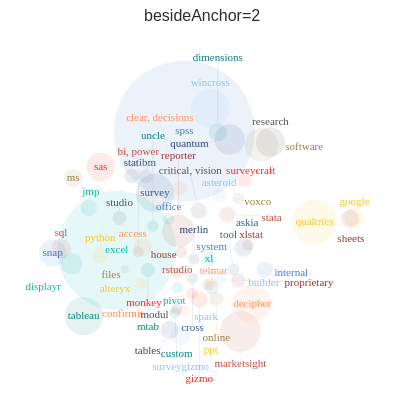 besideAnchor=2
dimensions
wincross
clear, decisions
research
spss
uncle
quantum
software
bi, power
reporter
statibm
sas
critical, vision
surveycraft
ms
asteroid
jmp
survey
studio
office
voxco
google
stata
askia
qualtrics
sql
python
access
merlin
tool
xlstat
sheets
snap
excel
house
system
xl
files
rstudio
telmar
internal
displayr
alteryx
builder
proprietary
monkey
pivot
decipher
tableau
confirmit
modul
spark
mtab
cross
online
tables
custom
ppt
surveygizmo
marketsight
gizmo